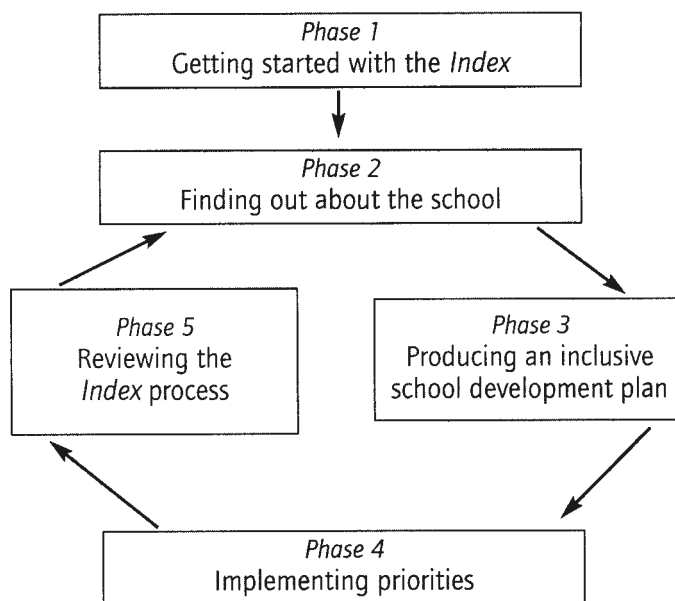 Phase 1
Getting started with the Index
Phase 2
Finding out about the school
Phase 5
Reviewing the
Index process
Phase 3
Producing an inclusive
school development plan
Phase 4
Implementing priorities